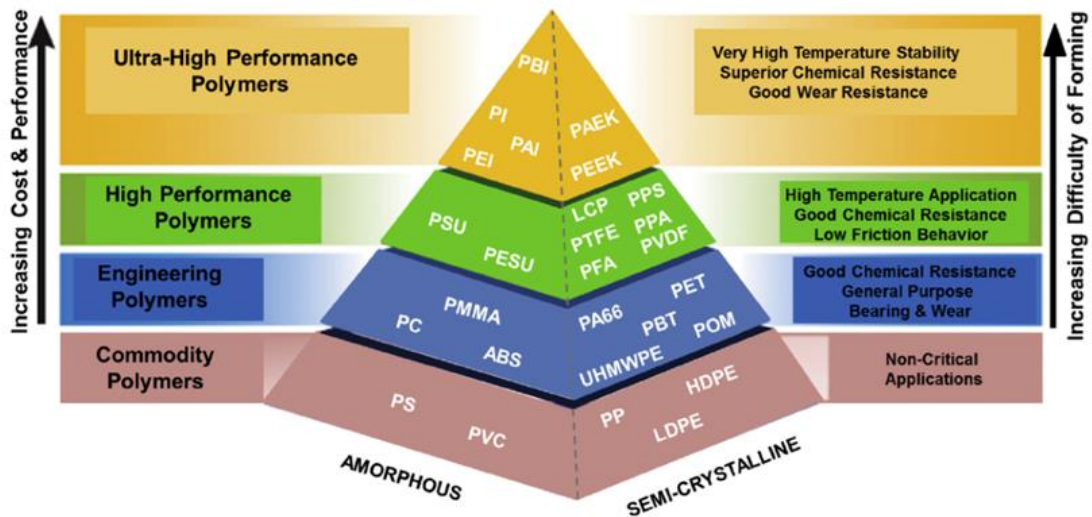 Increasing Cost & Performance
Ultra-High Performance
Polymers
PBI
PI
PAI
PEI
PAEK
PEEK
Very High Temperature Stability
Superior Chemical Resistance
Good Wear Resistance
High Performance
Polymers
PSU
PESU
LCP
PPS
PTFE
PPA
PFA
PVDF
High Temperature Application
Good Chemical Resistance
Low Friction Behavior
Engineering
Polymers
PMMA
PC
ABS
PA66
PET
PBT
POM
UHMWPE
Good Chemical Resistance
General Purpose
Bearing & Wear
Commodity
Polymers
PS
PVC
PP
HDPE
LDPE
Non-Critical
Applications
AMORPHOUS
SEMI-CRYSTALLINE
Increasing Difficulty of Forming